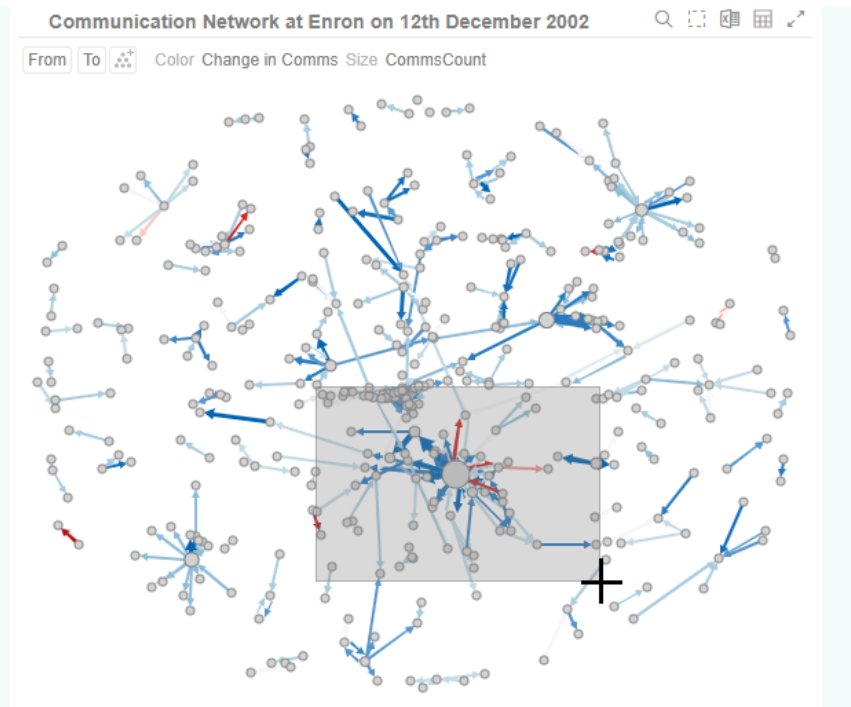 Communication Network at Enron on 12th December 2002
From To Color Change in Comms Size CommsCount